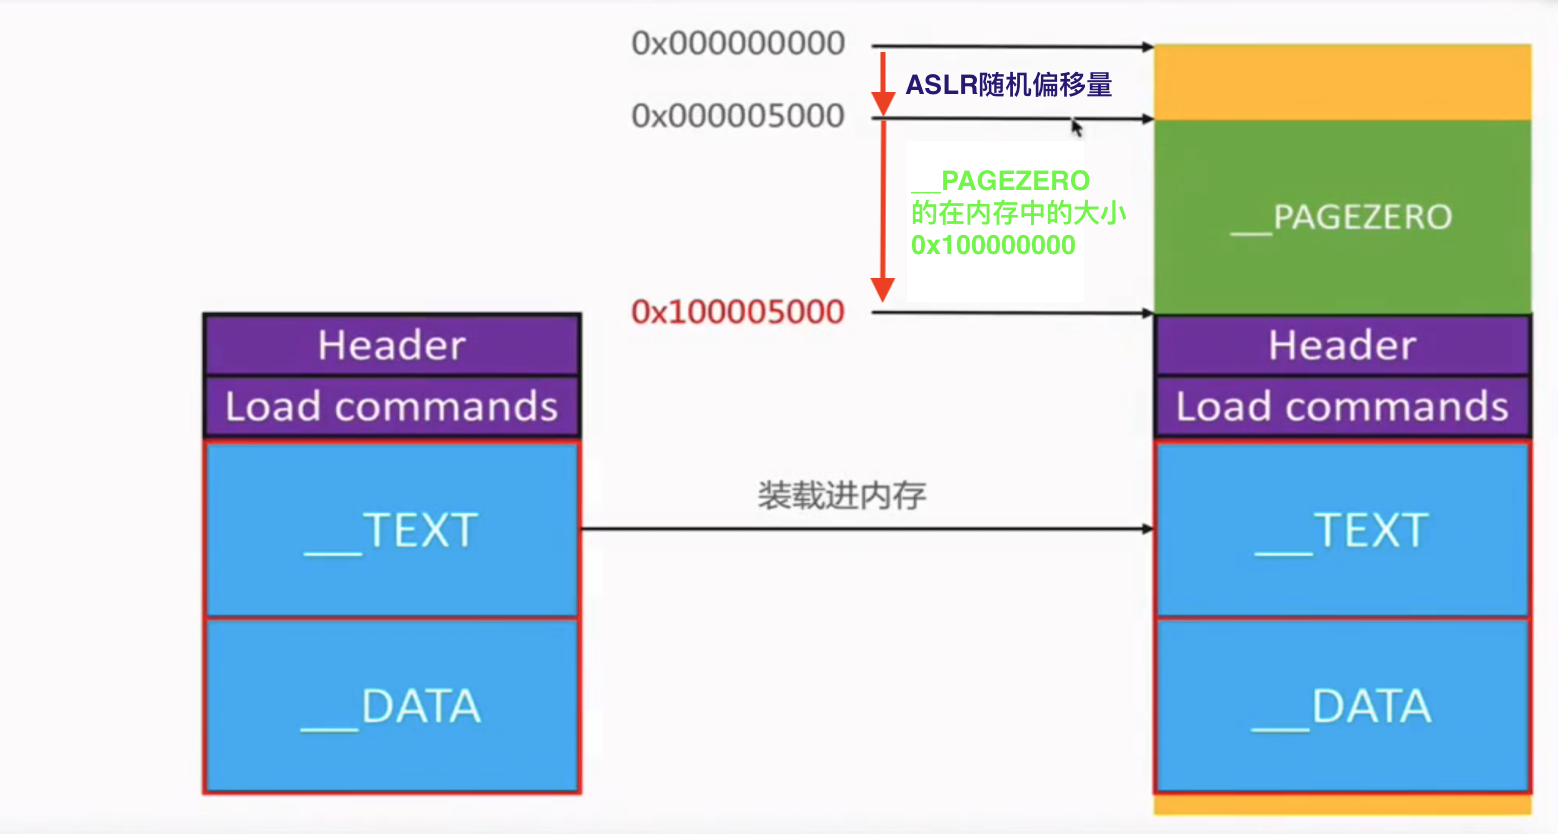 0x000000000
ASLR随机偏移量
0x000005000
__PAGEZERO
的在内存中的大小
0x100000000
__PAGEZERO
0x100005000
Header
Load commands
__TEXT
__DATA
装载进内存
Header
Load commands
__TEXT
__DATA